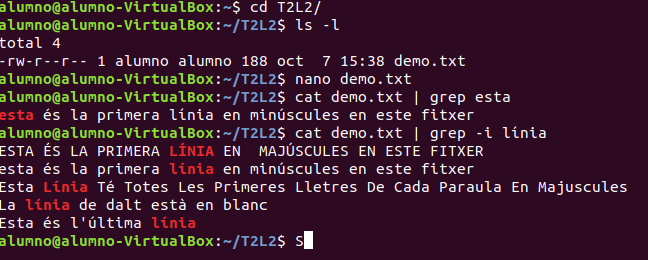 alumno@alumno-VirtualBox:~$ cd T2L2/
alumno@alumno-VirtualBox:~/T2L2$ ls -l
total 4
-rw-r--r-- 1 alumno alumno 188 oct  7 15:38 demo.txt
alumno@alumno-VirtualBox:~/T2L2$ nano demo.txt
alumno@alumno-VirtualBox:~/T2L2$ cat demo.txt | grep esta
esta és la primera línia en minúscules en este fitxer
alumno@alumno-VirtualBox:~/T2L2$ cat demo.txt | grep -i línia
ESTA ÉS LA PRIMERA LÍNIA EN  MAJÚSCULES EN ESTE FITXER
esta és la primera línia en minúscules en este fitxer
Esta Línia Té Totes Les Primeres Lletres De Cada Paraula En Majuscules
La línia de dalt està en blanc
Esta és l'última línia
alumno@alumno-VirtualBox:~/T2L2$ S